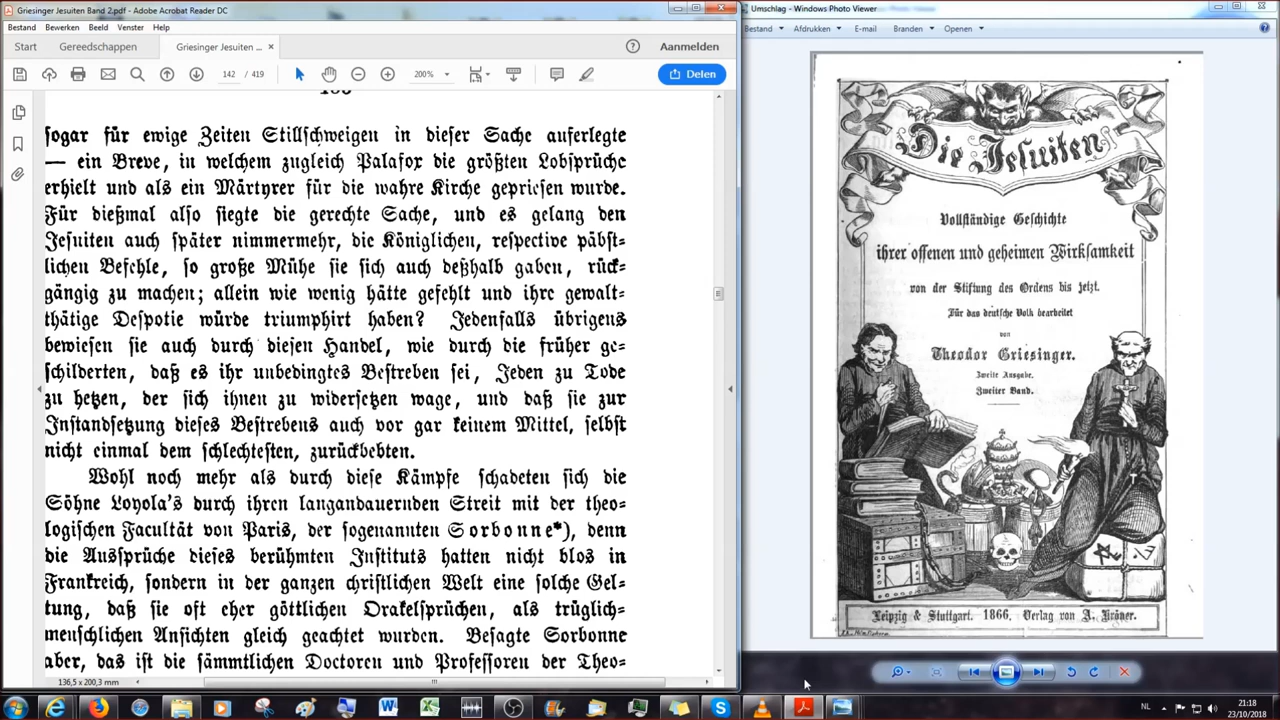 Griesinger Jesuiten Band 2.pdf - Adobe Acrobat Reader DC
Bestand Bewerken Beeld Venster Help
Start Gereedschappen Griesinger Jesuiten ... × Aanmelden
142 / 419 200% Delen
sogar für ewige Zeiten Stillschweigen in dieser Sache auferlegte
— ein Breve, in welchem zugleich Palafox die größten Lobsprüche
erhielt und als ein Märtyrer für die wahre Kirche gepriesen wurde.
Für dießmal also siegte die gerechte Sache, und es gelang den
Jesuiten auch später nimmermehr, die Königlichen, respective päbst-
lichen Befehle, so große Mühe sie sich auch deßhalb gaben, rück-
gängig zu machen; allein wie wenig hätte gefehlt und ihre gewalt-
thätige Despotie würde triumphirt haben? Jedenfalls übrigens
bewiesen sie auch durch diesen Handel, wie durch die früher ge-
schilderten, daß es ihr unbedingtes Bestreben sei, Jeden zu Tode
zu hetzen, der sich ihnen zu widersetzen wage, und daß sie zur
Instandsetzung dieses Bestrebens auch vor gar keinem Mittel, selbst
nicht einmal dem schlechtesten, zurückbebten.
Wohl noch mehr als durch diese Kämpfe schadeten sich die
Söhne Loyola's durch ihren langandauernden Streit mit der theo-
logischen Facultät von Paris, der sogenannten Sorbonne*), denn
die Aussprüche dieses berühmten Instituts hatten nicht blos in
Frankreich, sondern in der ganzen christlichen Welt eine solche Gel-
tung, daß sie oft eher göttlichen Orakelsprüchen, als trüglich-
menschlichen Ansichten gleich geachtet wurden. Besagte Sorbonne
aber, das ist die sämmtlichen Doctoren und Professoren der Theo-
136,5 x 200,3 mm
Umschlag - Windows Photo Viewer
Bestand Afdrukken E-mail Branden Openen
Die Jesuiten
Vollständige Geschichte
ihrer offenen und geheimen Wirksamkeit
von der Stiftung des Ordens bis jetzt.
Für das deutsche Volk bearbeitet
von
Theodor Griesinger.
Zweite Ausgabe.
Zweiter Band.
Leipzig & Stuttgart. 1866. Verlag von A. Kröner.
NL 21:18
23/10/2018